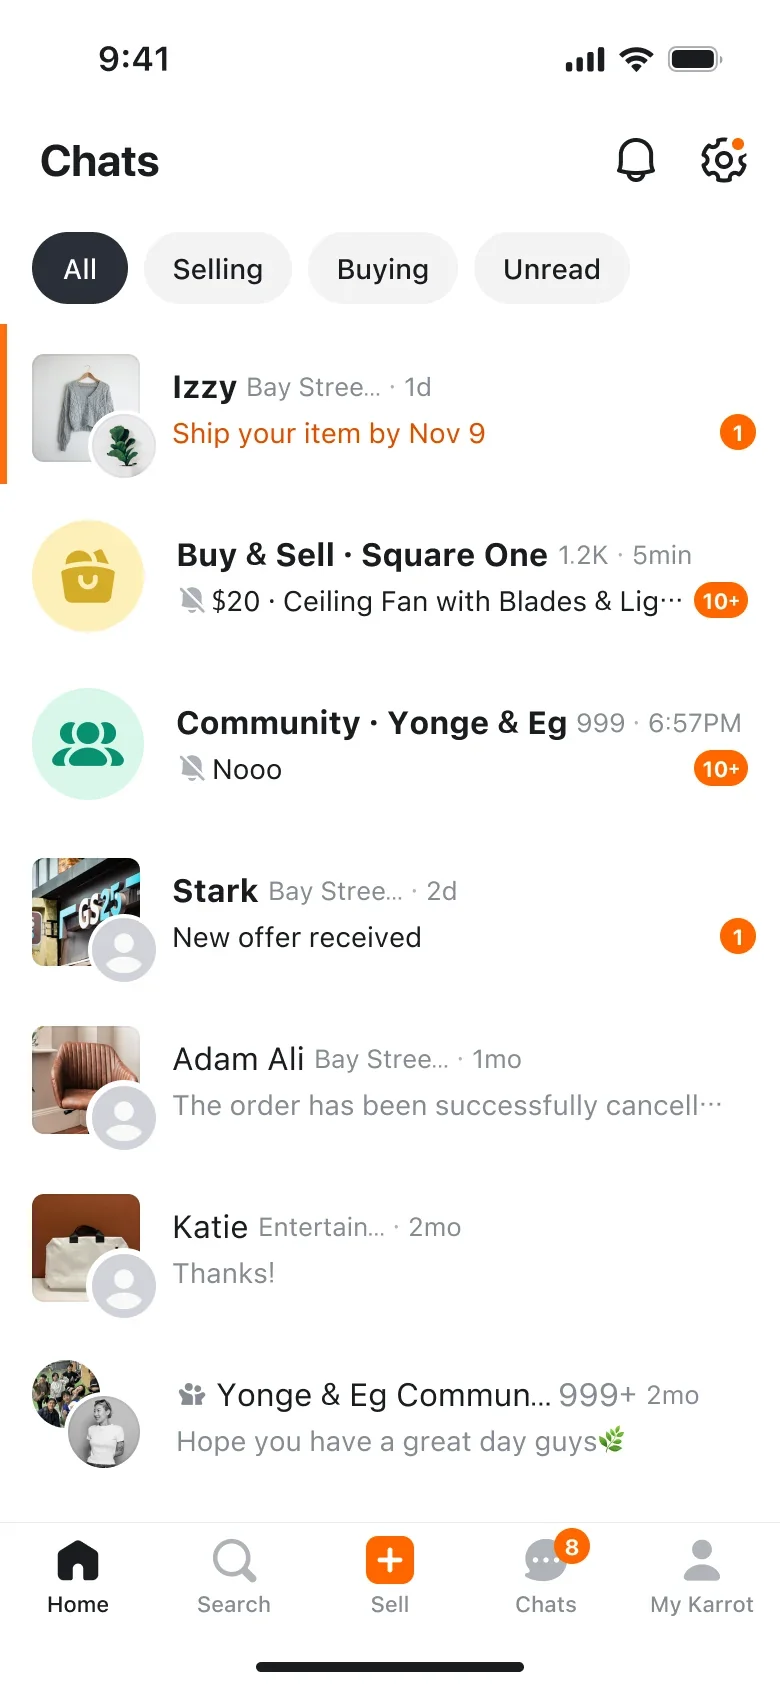 9:41
Chats
All
Selling
Buying
Unread
Izzy Bay Stree... · 1d
Ship your item by Nov 9
1
Buy & Sell · Square One 1.2K · 5min
$20 · Ceiling Fan with Blades & Lig...
10+
Community · Yonge & Eg 999 · 6:57PM
Nooo
10+
GS25
Stark Bay Stree... · 2d
New offer received
1
Adam Ali Bay Stree... · 1mo
The order has been successfully cancell...
Katie Entertain... · 2mo
Thanks!
Yonge & Eg Commun... 999+ 2mo
Hope you have a great day guys🌿
8
Home
Search
Sell
Chats
My Karrot